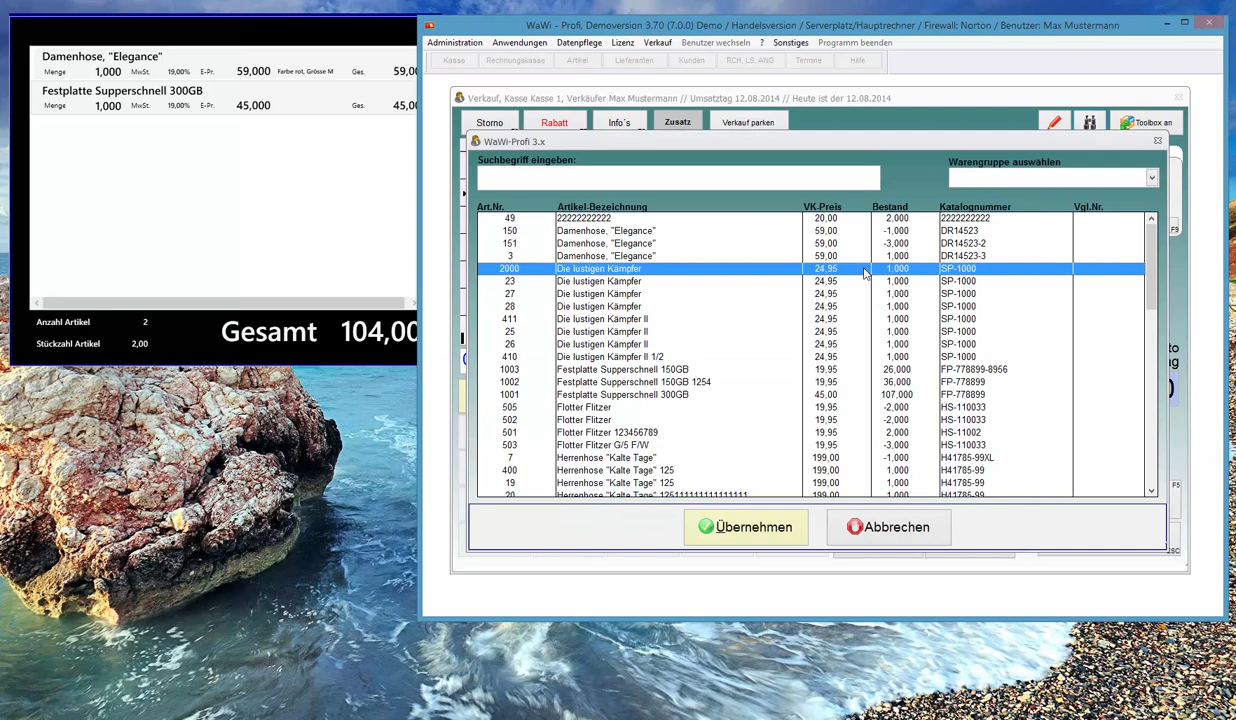 WaWi - Profi. Demoversion 3.70 (7.0.0) Demo / Handelsversion / Serverplatz/Hauptrechner / Firewall: Norton / Benutzer: Max Mustermann
Administration Anwendungen Datenpflege Lizenz Verkauf Benutzer wechseln ? Sonstiges Programm beenden
Kasse Rechnungskasse Artikel Lieferanten Kunden RCH, LS, ANG Termine Hilfe
Damenhose, "Elegance"
Menge 1,000 MwSt. 19,00% E-Pr. 59,000 Farbe rot, Grösse M Ges. 59,00
Festplatte Supperschnell 300GB
Menge 1,000 MwSt. 19,00% E-Pr. 45,000 Ges. 45,00
Anzahl Artikel 2
Stückzahl Artikel 2,00
Gesamt 104,00
Verkauf, Kasse Kasse 1, Verkäufer Max Mustermann // Umsatztag 12.08.2014 // Heute ist der 12.08.2014
Storno Rabatt Info´s Zusatz Verkauf parken Toolbox an
WaWi-Profi 3.x
Suchbegriff eingeben: Warengruppe auswählen
Art.Nr. Artikel-Bezeichnung VK-Preis Bestand Katalognummer Vgl.Nr.
49 22222222222 20,00 2,000 2222222222
150 Damenhose, "Elegance" 59,00 -1,000 DR14523
151 Damenhose, "Elegance" 59,00 -3,000 DR14523-2
3 Damenhose, "Elegance" 59,00 1,000 DR14523-3
2000 Die lustigen Kämpfer 24,95 1,000 SP-1000
23 Die lustigen Kämpfer 24,95 1,000 SP-1000
27 Die lustigen Kämpfer 24,95 1,000 SP-1000
28 Die lustigen Kämpfer 24,95 1,000 SP-1000
411 Die lustigen Kämpfer II 24,95 1,000 SP-1000
25 Die lustigen Kämpfer II 24,95 1,000 SP-1000
26 Die lustigen Kämpfer II 24,95 1,000 SP-1000
410 Die lustigen Kämpfer II 1/2 24,95 1,000 SP-1000
1003 Festplatte Supperschnell 150GB 19,95 26,000 FP-778899-8956
1002 Festplatte Supperschnell 150GB 1254 19,95 36,000 FP-778899
1001 Festplatte Supperschnell 300GB 45,00 107,000 FP-778899
505 Flotter Flitzer 19,95 -2,000 HS-110033
502 Flotter Flitzer 19,95 -2,000 HS-110033
501 Flotter Flitzer 123456789 19,95 2,000 HS-11002
503 Flotter Flitzer G/5 F/W 19,95 -3,000 HS-110033
7 Herrenhose "Kalte Tage" 199,00 -1,000 H41785-99XL
400 Herrenhose "Kalte Tage" 125 199,00 1,000 H41785-99
19 Herrenhose "Kalte Tage" 125 199,00 1,000 H41785-99
20 Herrenhose "Kalte Tage" 125111111111111111 199,00 1,000 H41785-99
F9
F5
Übernehmen Abbrechen